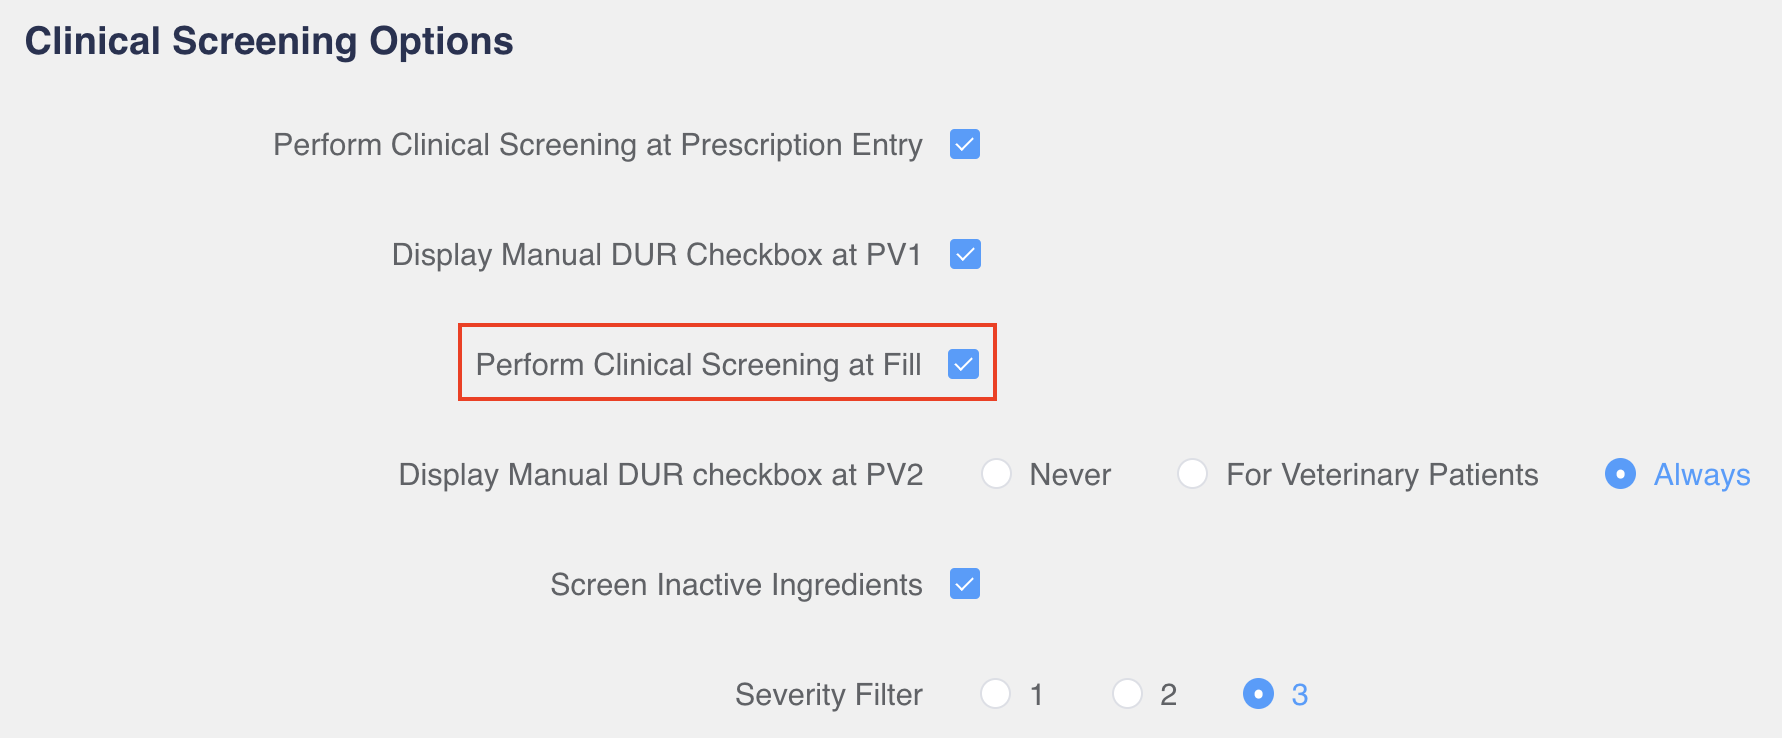 Clinical Screening Options
Perform Clinical Screening at Prescription Entry
Display Manual DUR Checkbox at PV1
Perform Clinical Screening at Fill
Display Manual DUR checkbox at PV2 Never For Veterinary Patients Always
Screen Inactive Ingredients
Severity Filter 1 2 3